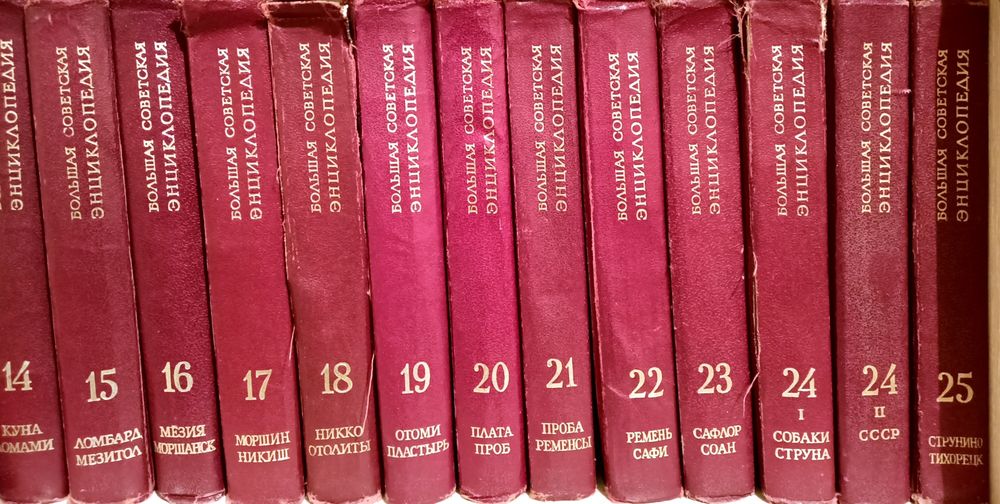 ЭНЦИКЛОПЕДИЯ
14
КУНА
ЛОМАМИ
БОЛЬШАЯ СОВЕТСКАЯ
ЭНЦИКЛОПЕДИЯ
15
ЛОМБАРД
МЕЗИТОЛ
БОЛЬШАЯ СОВЕТСКАЯ
ЭНЦИКЛОПЕДИЯ
16
МЁЗИЯ
МОРШАНСК
БОЛЬШАЯ СОВЕТСКАЯ
ЭНЦИКЛОПЕДИЯ
17
МОРШИН
НИКИШ
БОЛЬШАЯ СОВЕТСКАЯ
ЭНЦИКЛОПЕДИЯ
18
НИККО
ОТОЛИТЫ
БОЛЬШАЯ СОВЕТСКАЯ
ЭНЦИКЛОПЕДИЯ
19
ОТОМИ
ПЛАСТЫРЬ
БОЛЬШАЯ СОВЕТСКАЯ
ЭНЦИКЛОПЕДИЯ
20
ПЛАТА
ПРОБ
БОЛЬШАЯ СОВЕТСКАЯ
ЭНЦИКЛОПЕДИЯ
21
ПРОБА
РЕМЕНСЫ
БОЛЬШАЯ СОВЕТСКАЯ
ЭНЦИКЛОПЕДИЯ
22
РЕМЕНЬ
САФИ
БОЛЬШАЯ СОВЕТСКАЯ
ЭНЦИКЛОПЕДИЯ
23
САФЛОР
СОАН
БОЛЬШАЯ СОВЕТСКАЯ
ЭНЦИКЛОПЕДИЯ
24
I
СОБАКИ
СТРУНА
БОЛЬШАЯ СОВЕТСКАЯ
ЭНЦИКЛОПЕДИЯ
24
II
СССР
БОЛЬШАЯ СОВЕТСКАЯ
ЭНЦИКЛОПЕДИЯ
25
СТРУНИНО
ТИХОРЕЦК